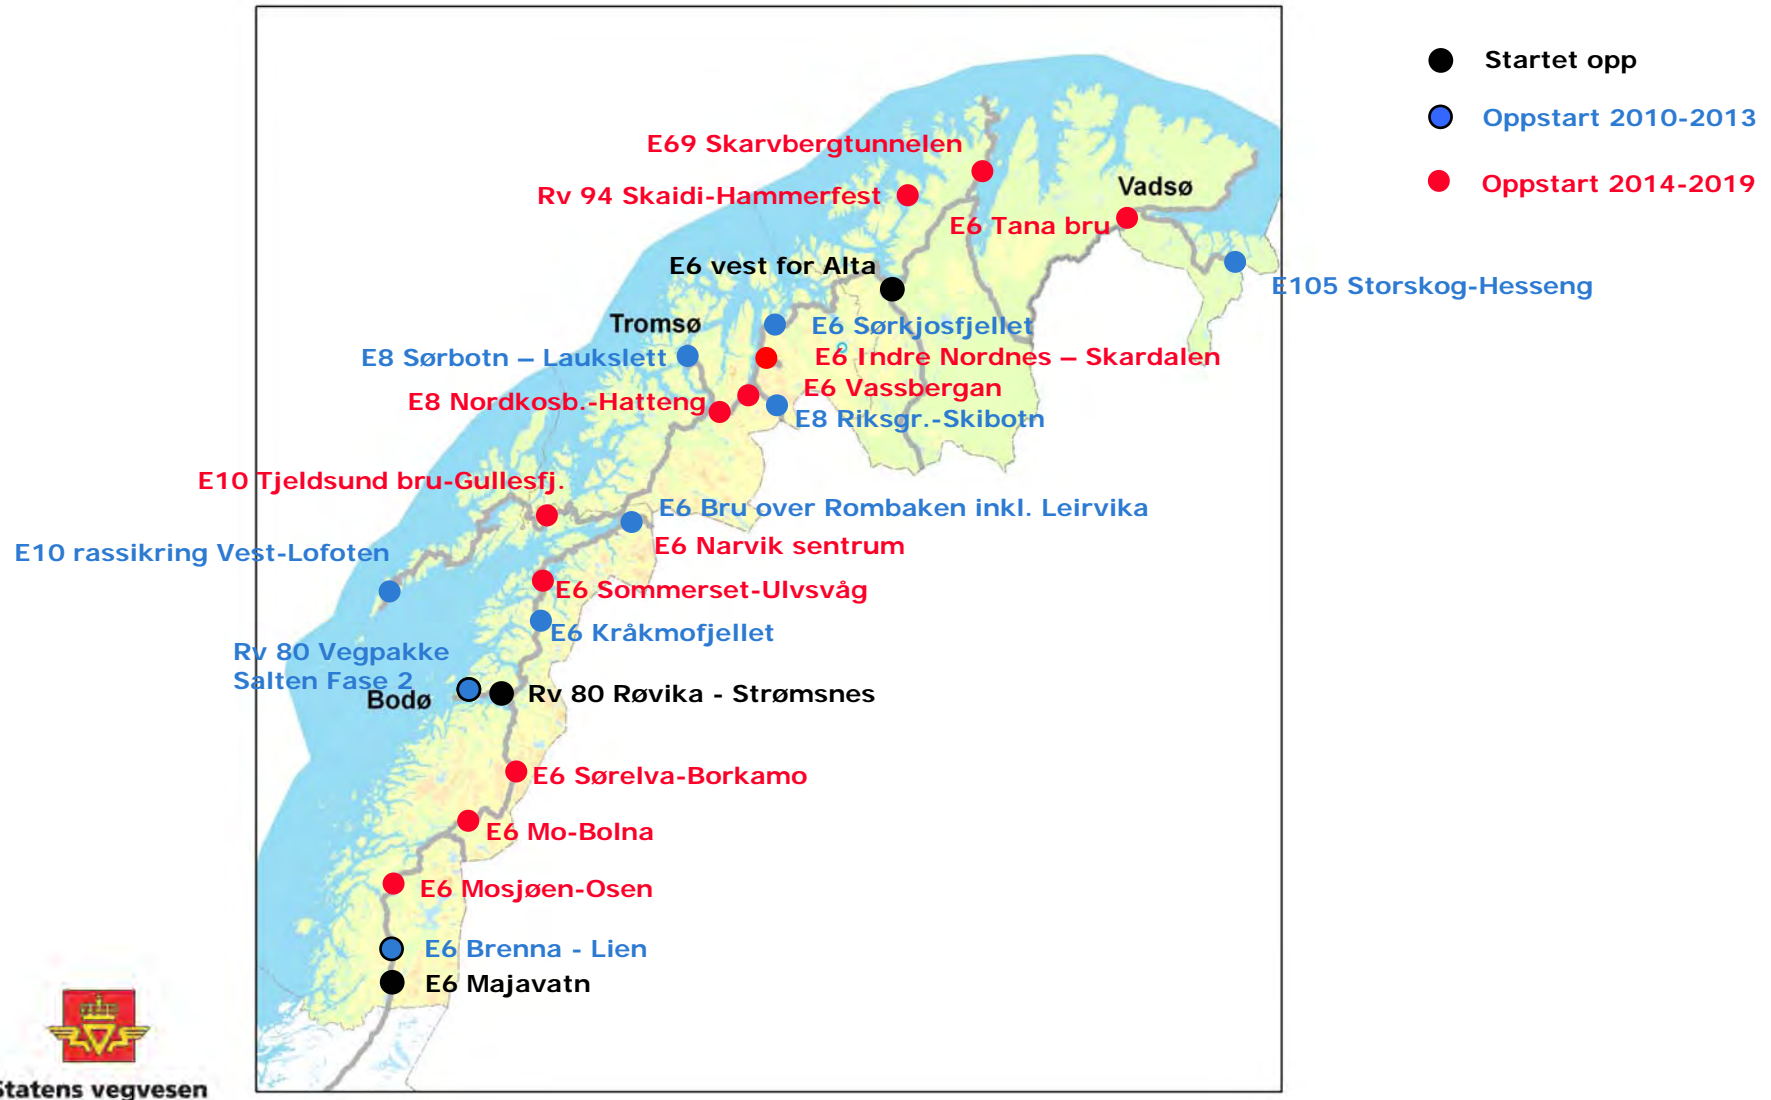 Startet opp
Oppstart 2010-2013
Oppstart 2014-2019
E69 Skarvbergtunnelen
Rv 94 Skaidi-Hammerfest
Vadsø
E6 Tana bru
E6 vest for Alta
E105 Storskog-Hesseng
Tromsø
E6 Sørkjosfjellet
E8 Sørbotn – Laukslett
E6 Indre Nordnes – Skardalen
E6 Vassbergan
E8 Nordkosb.-Hatteng
E8 Riksgr.-Skibotn
E10 Tjeldsund bru-Gullesfj.
E6 Bru over Rombaken inkl. Leirvika
E6 Narvik sentrum
E10 rassikring Vest-Lofoten
E6 Sommerset-Ulvsvåg
E6 Kråkmofjellet
Rv 80 Vegpakke
Salten Fase 2
Bodø
Rv 80 Røvika - Strømsnes
E6 Sørelva-Borkamo
E6 Mo-Bolna
E6 Mosjøen-Osen
E6 Brenna - Lien
E6 Majavatn
Statens vegvesen